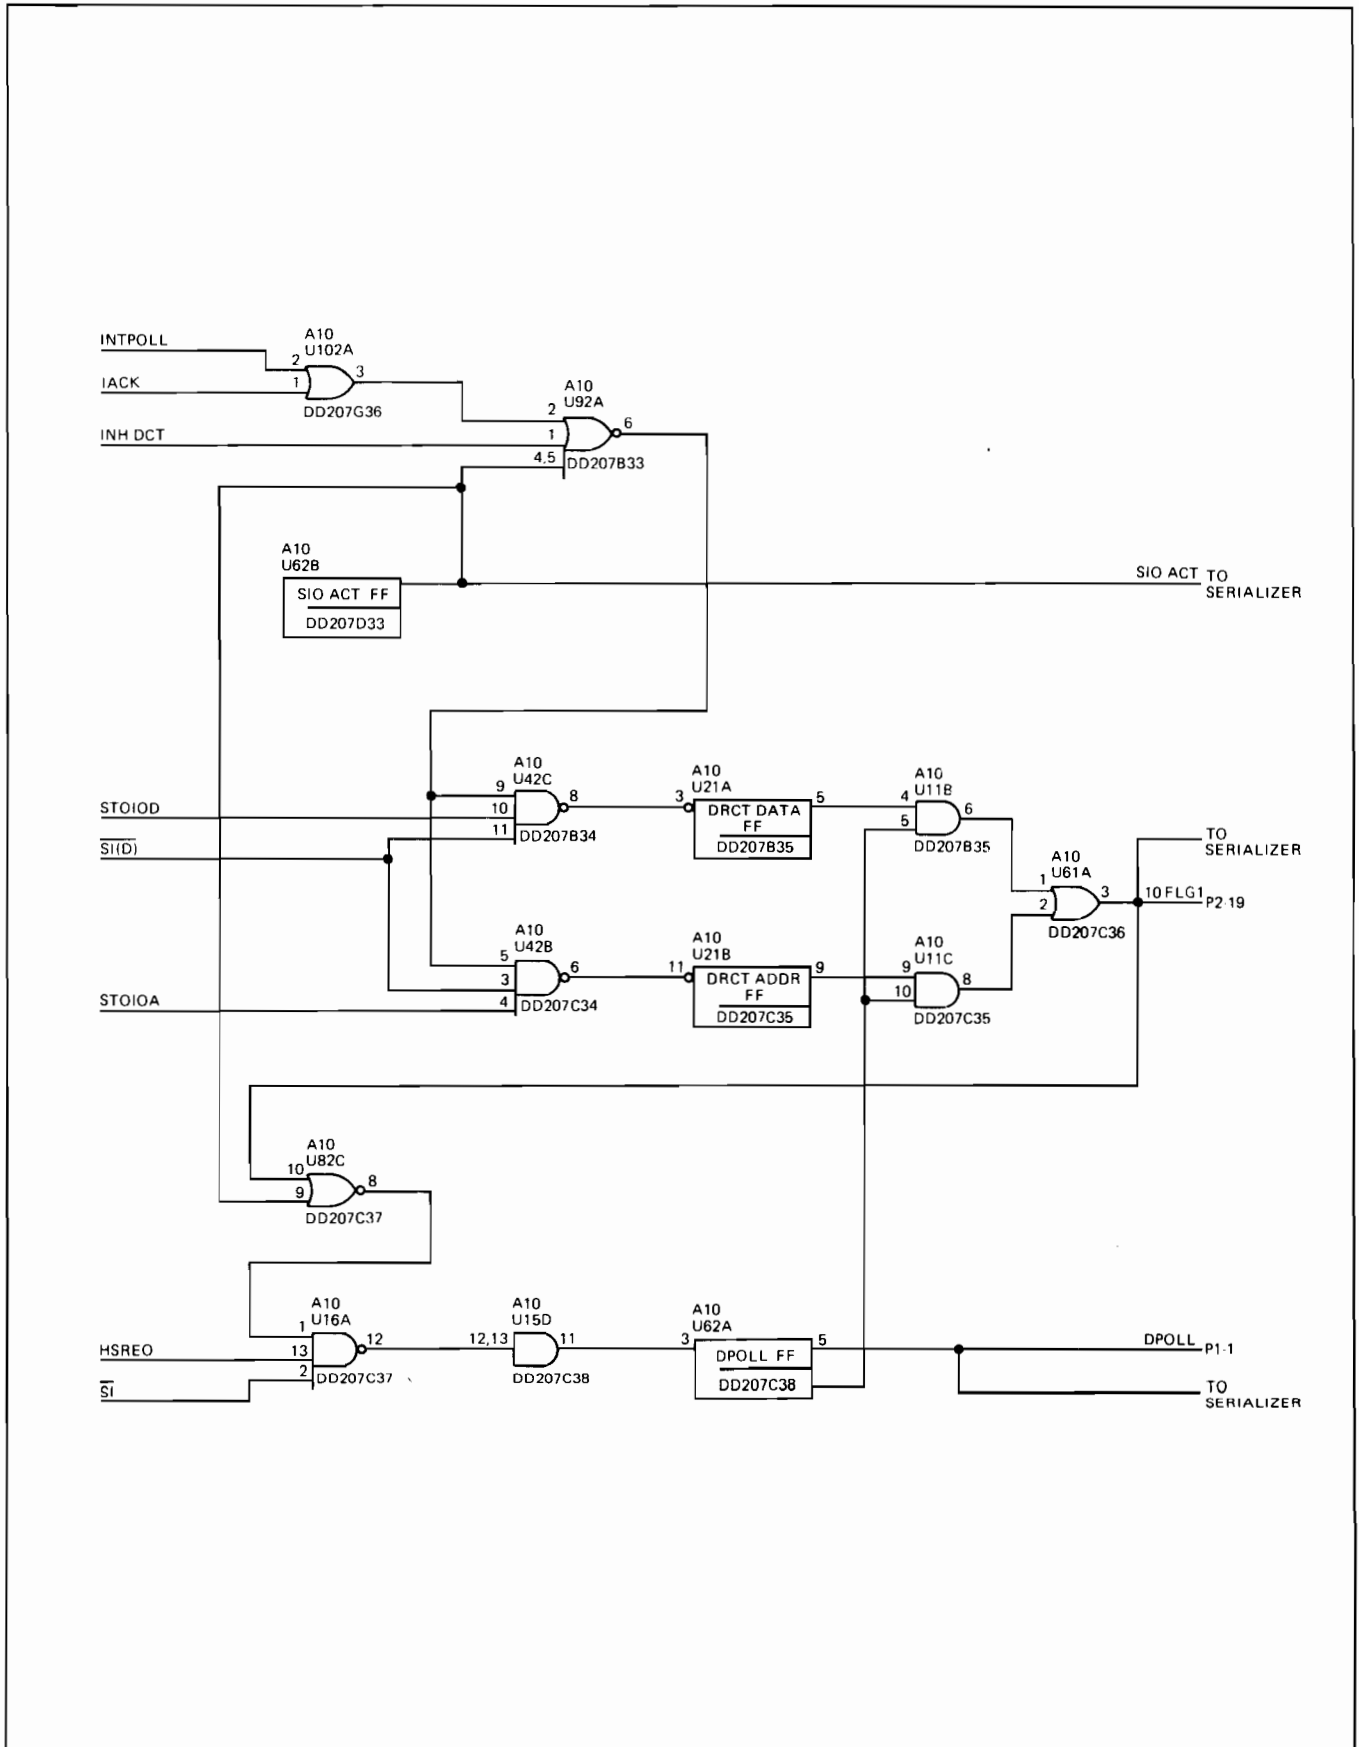 INTPOLL
A10
U102A
2
1
3
IACK
DD207G36
A10
U92A
INH DCT
2
1
4,5
6
DD207B33
A10
U62B
SIO ACT FF
DD207D33
SIO ACT
TO
SERIALIZER
A10
U42C
9
10
11
8
STOIOD
DD207B34
SI(D)
A10
U21A
3
DRCT DATA
FF
DD207B35
5
A10
U11B
4
5
6
DD207B35
TO
SERIALIZER
A10
U61A
1
2
3
10 FLG1
P2-19
DD207C36
A10
U42B
5
3
4
6
STOIOA
DD207C34
A10
U21B
11
DRCT ADDR
FF
DD207C35
9
A10
U11C
9
10
8
DD207C35
A10
U82C
10
9
8
DD207C37
A10
U16A
1
13
2
12
HSREO
DD207C37
SI
A10
U15D
12,13
11
DD207C38
A10
U62A
3
DPOLL FF
DD207C38
5
DPOLL
P1-1
TO
SERIALIZER